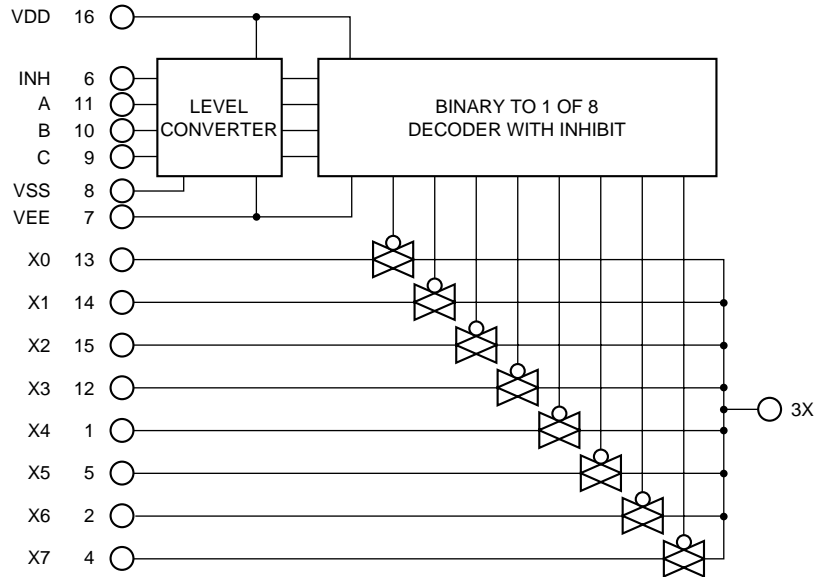 VDD 16
INH 6
A 11
B 10
C 9
VSS 8
VEE 7
LEVEL
CONVERTER
BINARY TO 1 OF 8
DECODER WITH INHIBIT
X0 13
X1 14
X2 15
X3 12
X4 1
X5 5
X6 2
X7 4
3X